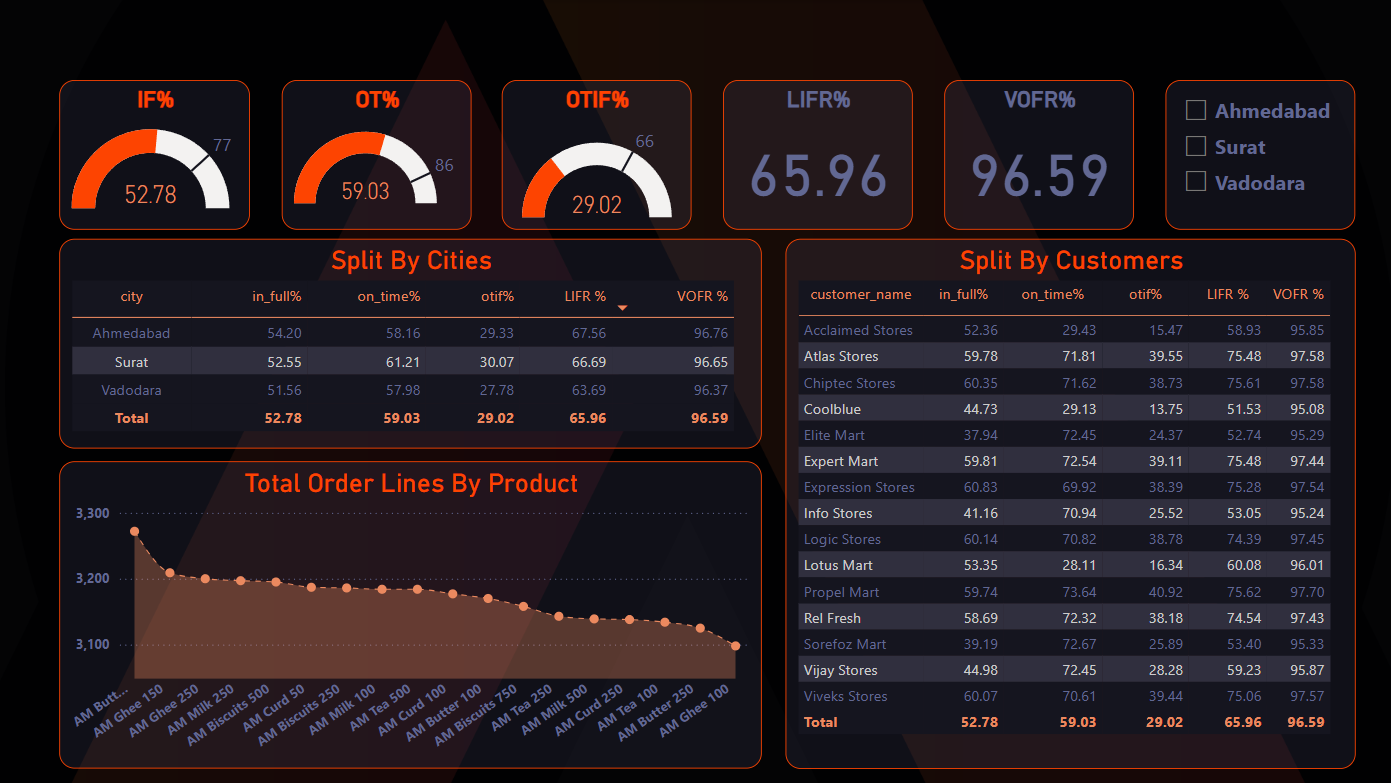 IF%
77
52.78
OT%
86
59.03
OTIF%
66
29.02
LIFR%
65.96
VOFR%
96.59
Ahmedabad
Surat
Vadodara
Split By Cities
city in_full% on_time% otif% LIFR % VOFR %
Ahmedabad 54.20 58.16 29.33 67.56 96.76
Surat 52.55 61.21 30.07 66.69 96.65
Vadodara 51.56 57.98 27.78 63.69 96.37
Total 52.78 59.03 29.02 65.96 96.59
Total Order Lines By Product
3,300
3,200
3,100
AM Butt...
AM Ghee 150
AM Ghee 250
AM Milk 250
AM Biscuits 500
AM Curd 50
AM Biscuits 250
AM Milk 100
AM Tea 500
AM Curd 100
AM Butter 100
AM Biscuits 750
AM Tea 250
AM Milk 500
AM Curd 250
AM Tea 100
AM Butter 250
AM Ghee 100
Split By Customers
customer_name in_full% on_time% otif% LIFR % VOFR %
Acclaimed Stores 52.36 29.43 15.47 58.93 95.85
Atlas Stores 59.78 71.81 39.55 75.48 97.58
Chiptec Stores 60.35 71.62 38.73 75.61 97.58
Coolblue 44.73 29.13 13.75 51.53 95.08
Elite Mart 37.94 72.45 24.37 52.74 95.29
Expert Mart 59.81 72.54 39.11 75.48 97.44
Expression Stores 60.83 69.92 38.39 75.28 97.54
Info Stores 41.16 70.94 25.52 53.05 95.24
Logic Stores 60.14 70.82 38.78 74.39 97.45
Lotus Mart 53.35 28.11 16.34 60.08 96.01
Propel Mart 59.74 73.64 40.92 75.62 97.70
Rel Fresh 58.69 72.32 38.18 74.54 97.43
Sorefoz Mart 39.19 72.67 25.89 53.40 95.33
Vijay Stores 44.98 72.45 28.28 59.23 95.87
Viveks Stores 60.07 70.61 39.44 75.06 97.57
Total 52.78 59.03 29.02 65.96 96.59